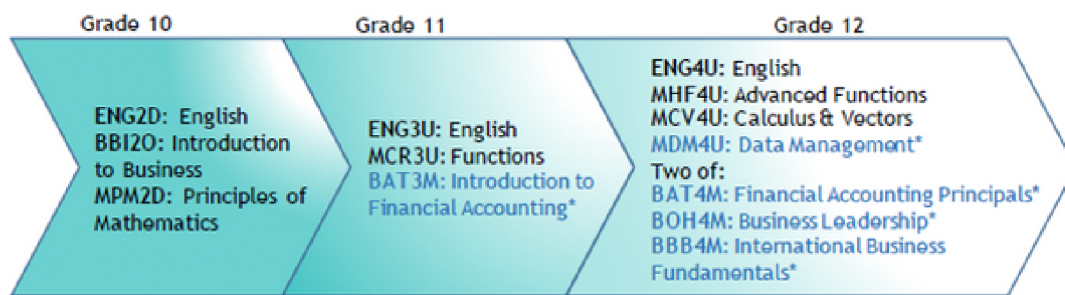 Grade 10
ENG2D: English
BBI2O: Introduction
to Business
MPM2D: Principles of
Mathematics
Grade 11
ENG3U: English
MCR3U: Functions
BAT3M: Introduction to
Financial Accounting*
Grade 12
ENG4U: English
MHF4U: Advanced Functions
MCV4U: Calculus & Vectors
MDM4U: Data Management*
Two of:
BAT4M: Financial Accounting Principals*
BOH4M: Business Leadership*
BBB4M: International Business
Fundamentals*